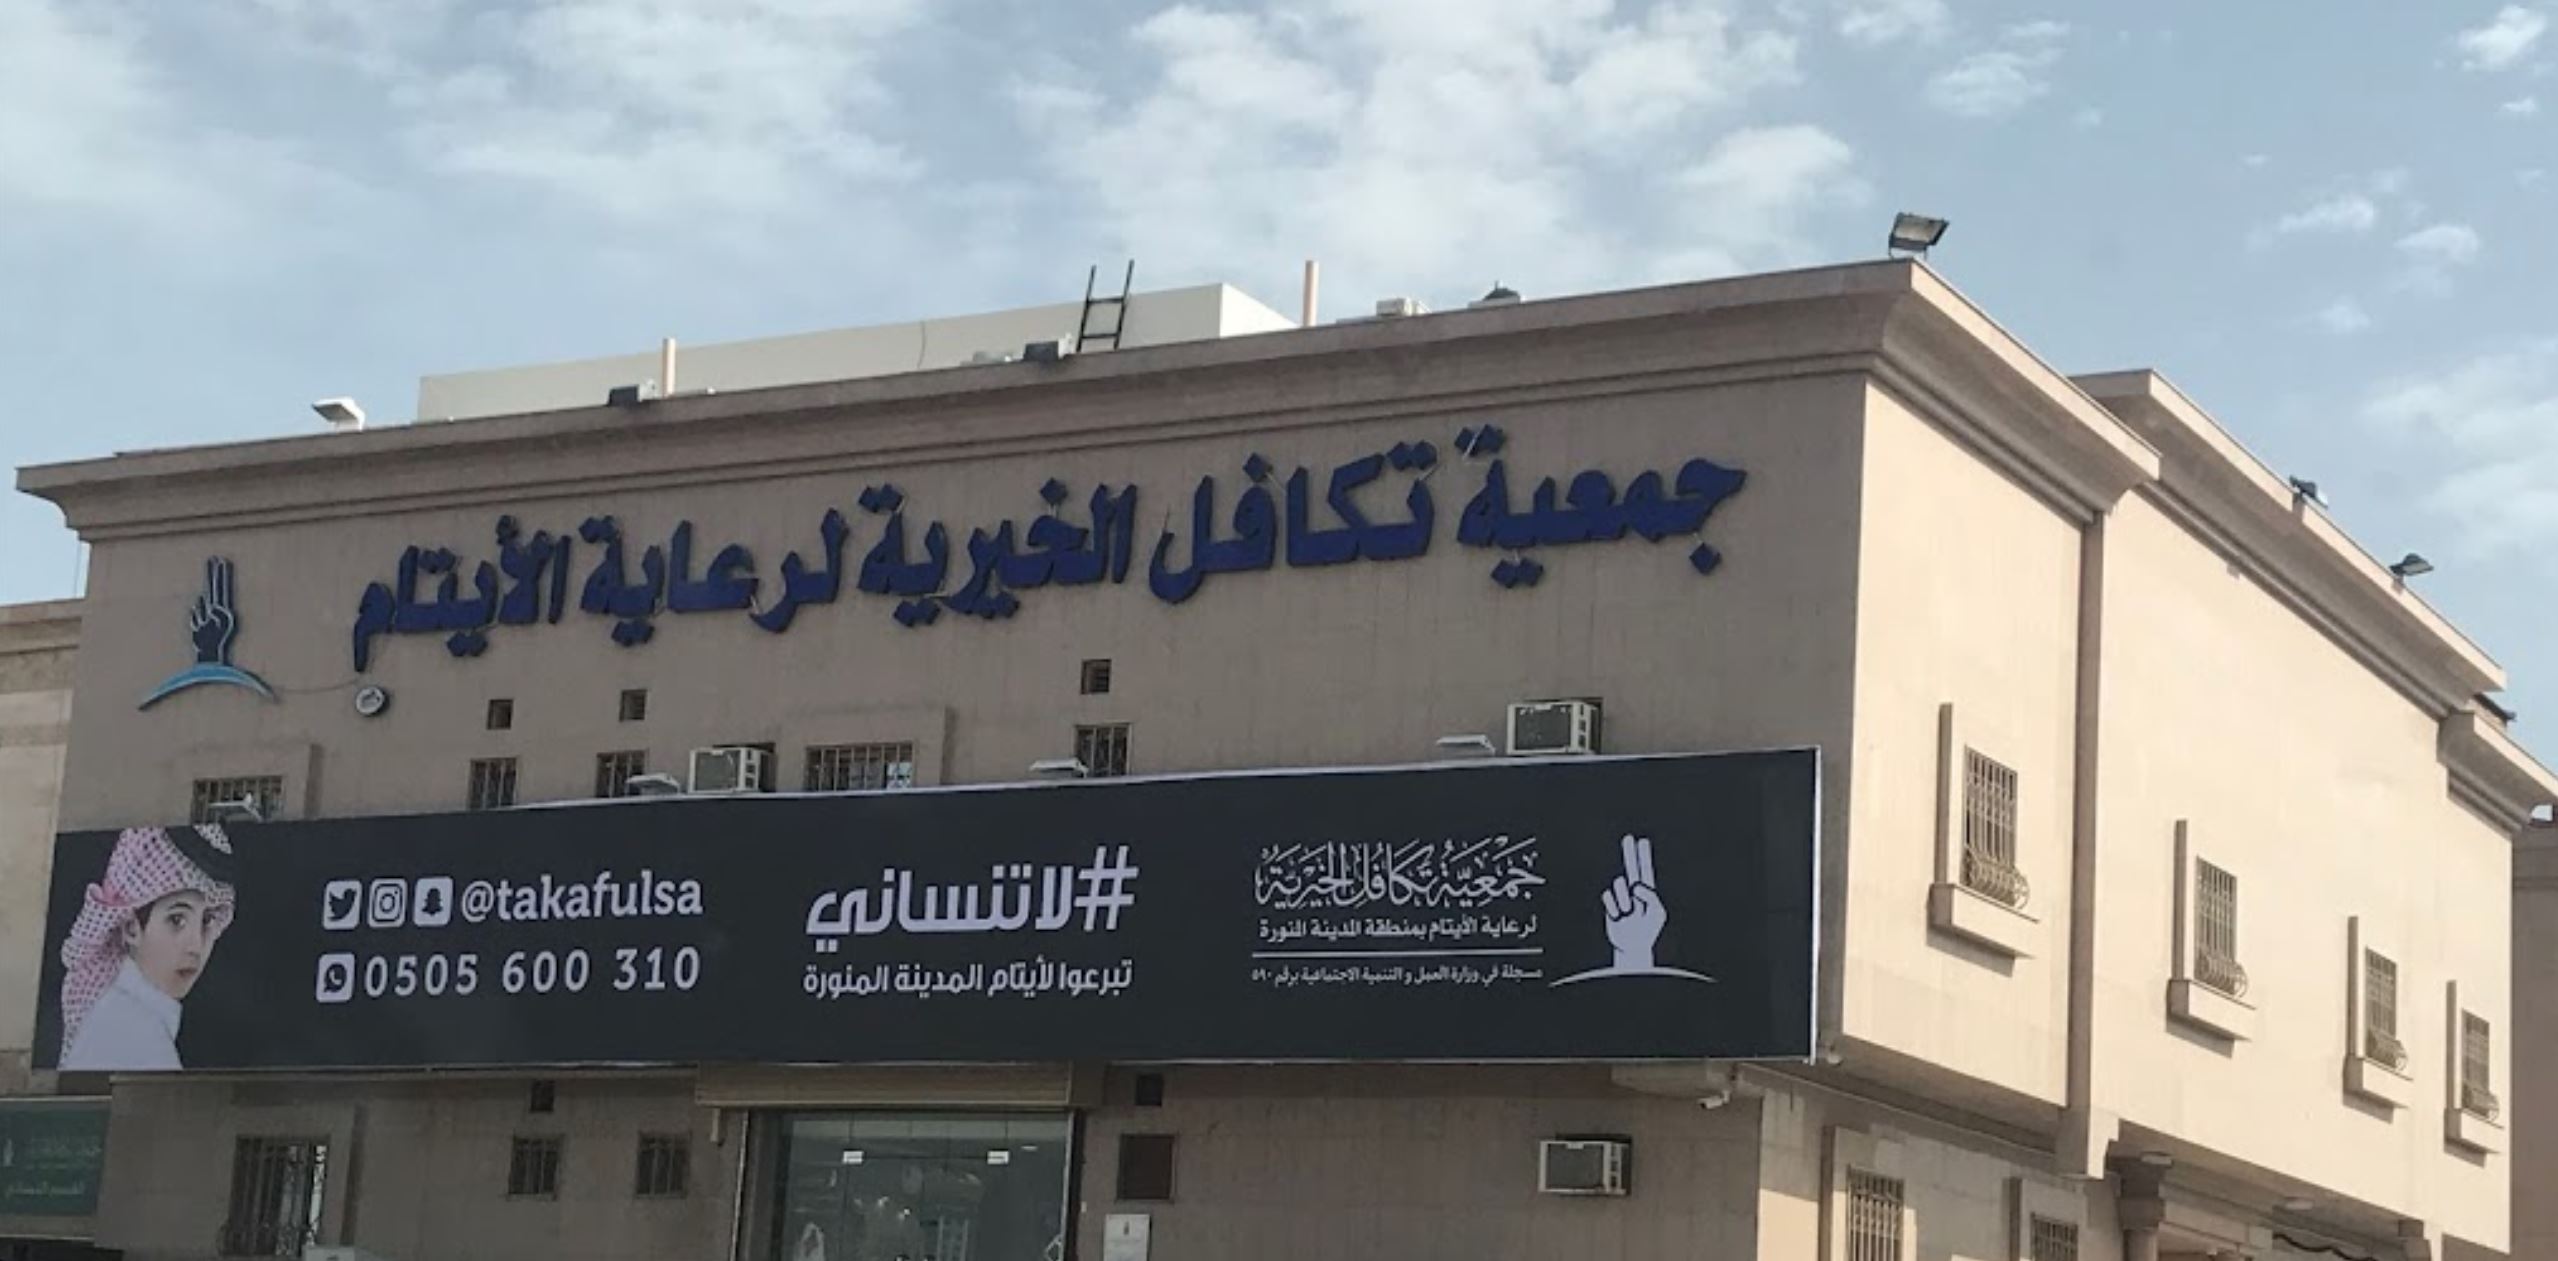 جمعية تكافل الخيرية لرعاية الأيتام
جمعية تكافل الخيرية
لرعاية الأيتام بمنطقة المدينة المنورة
مسجلة في وزارة العمل و التنمية الاجتماعية برقم ٥٩٠
#لاتنساني
تبرعوا لأيتام المدينة المنورة
@takafulsa
0505 600 310